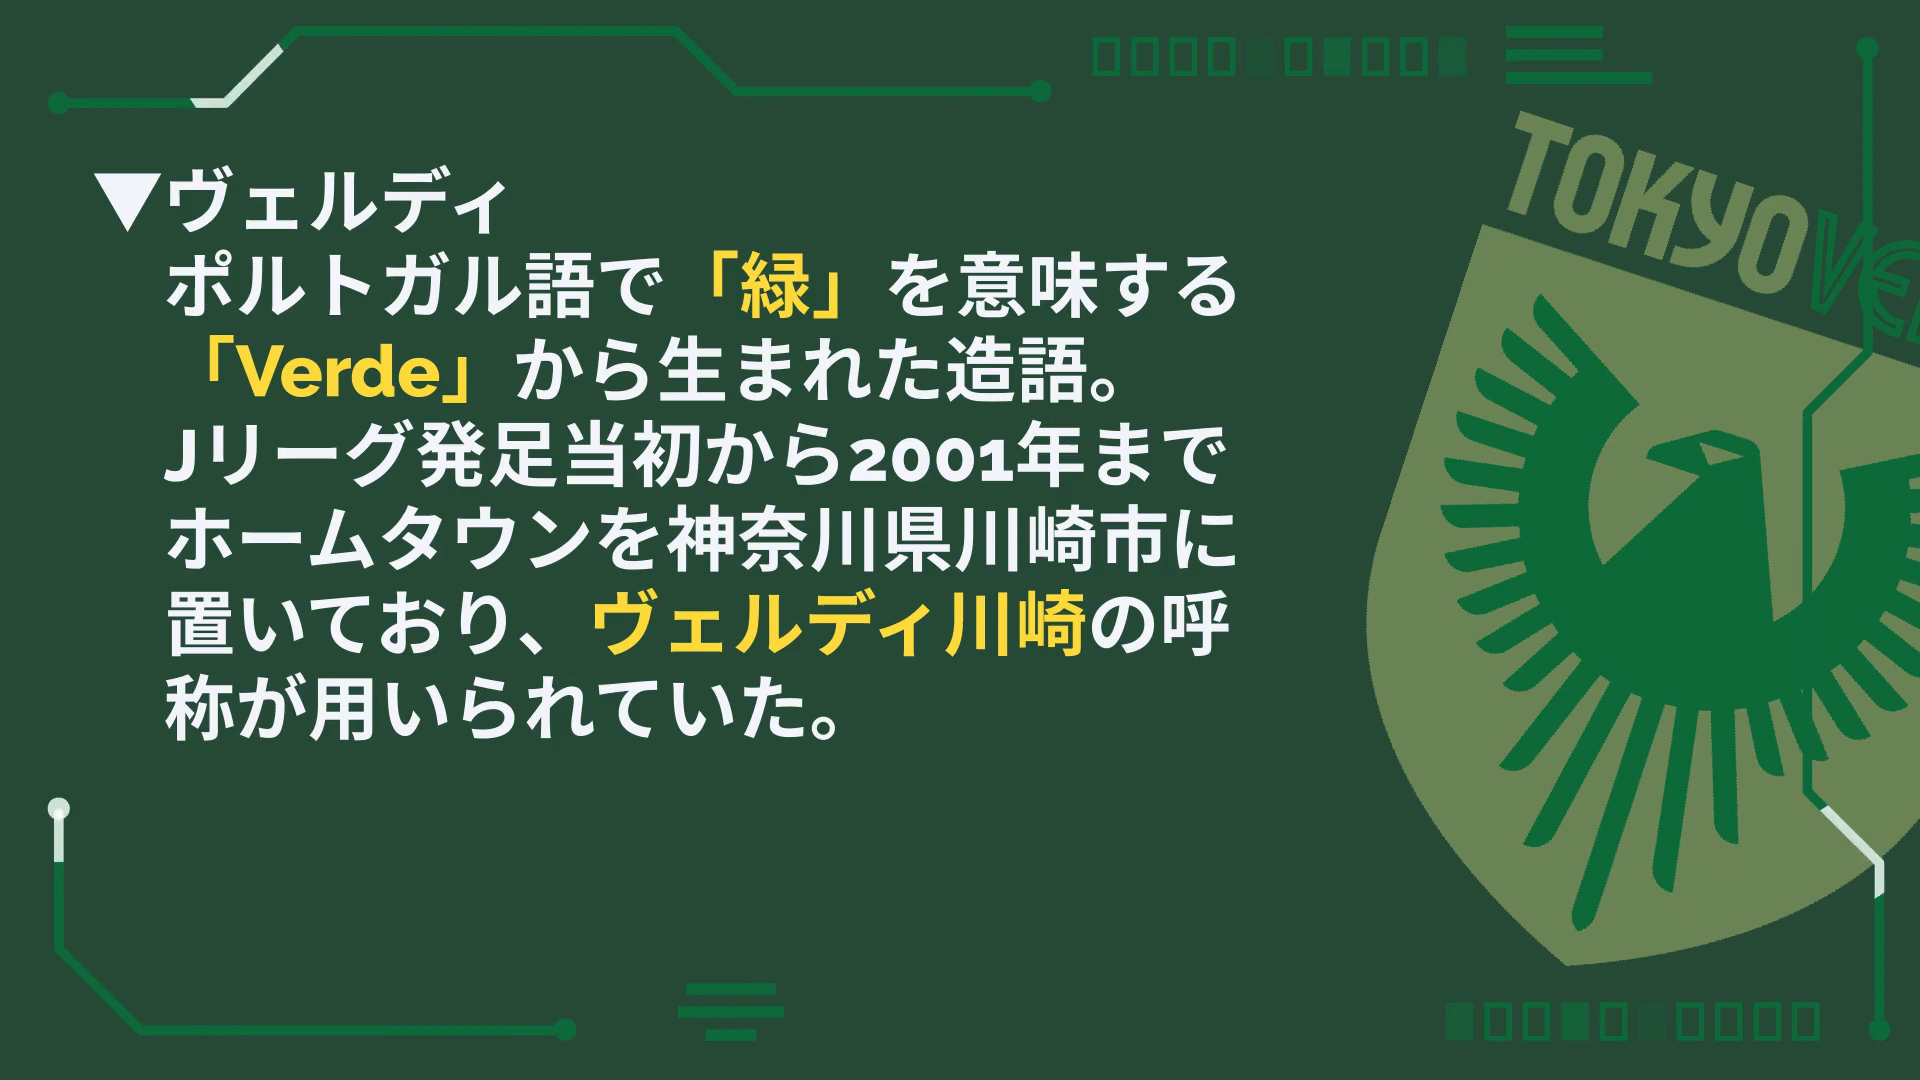 ▼ヴェルディ
ポルトガル語で「緑」を意味する
「Verde」から生まれた造語。
Jリーグ発足当初から2001年まで
ホームタウンを神奈川県川崎市に
置いており、ヴェルディ川崎の呼
称が用いられていた。
TOKYO VE